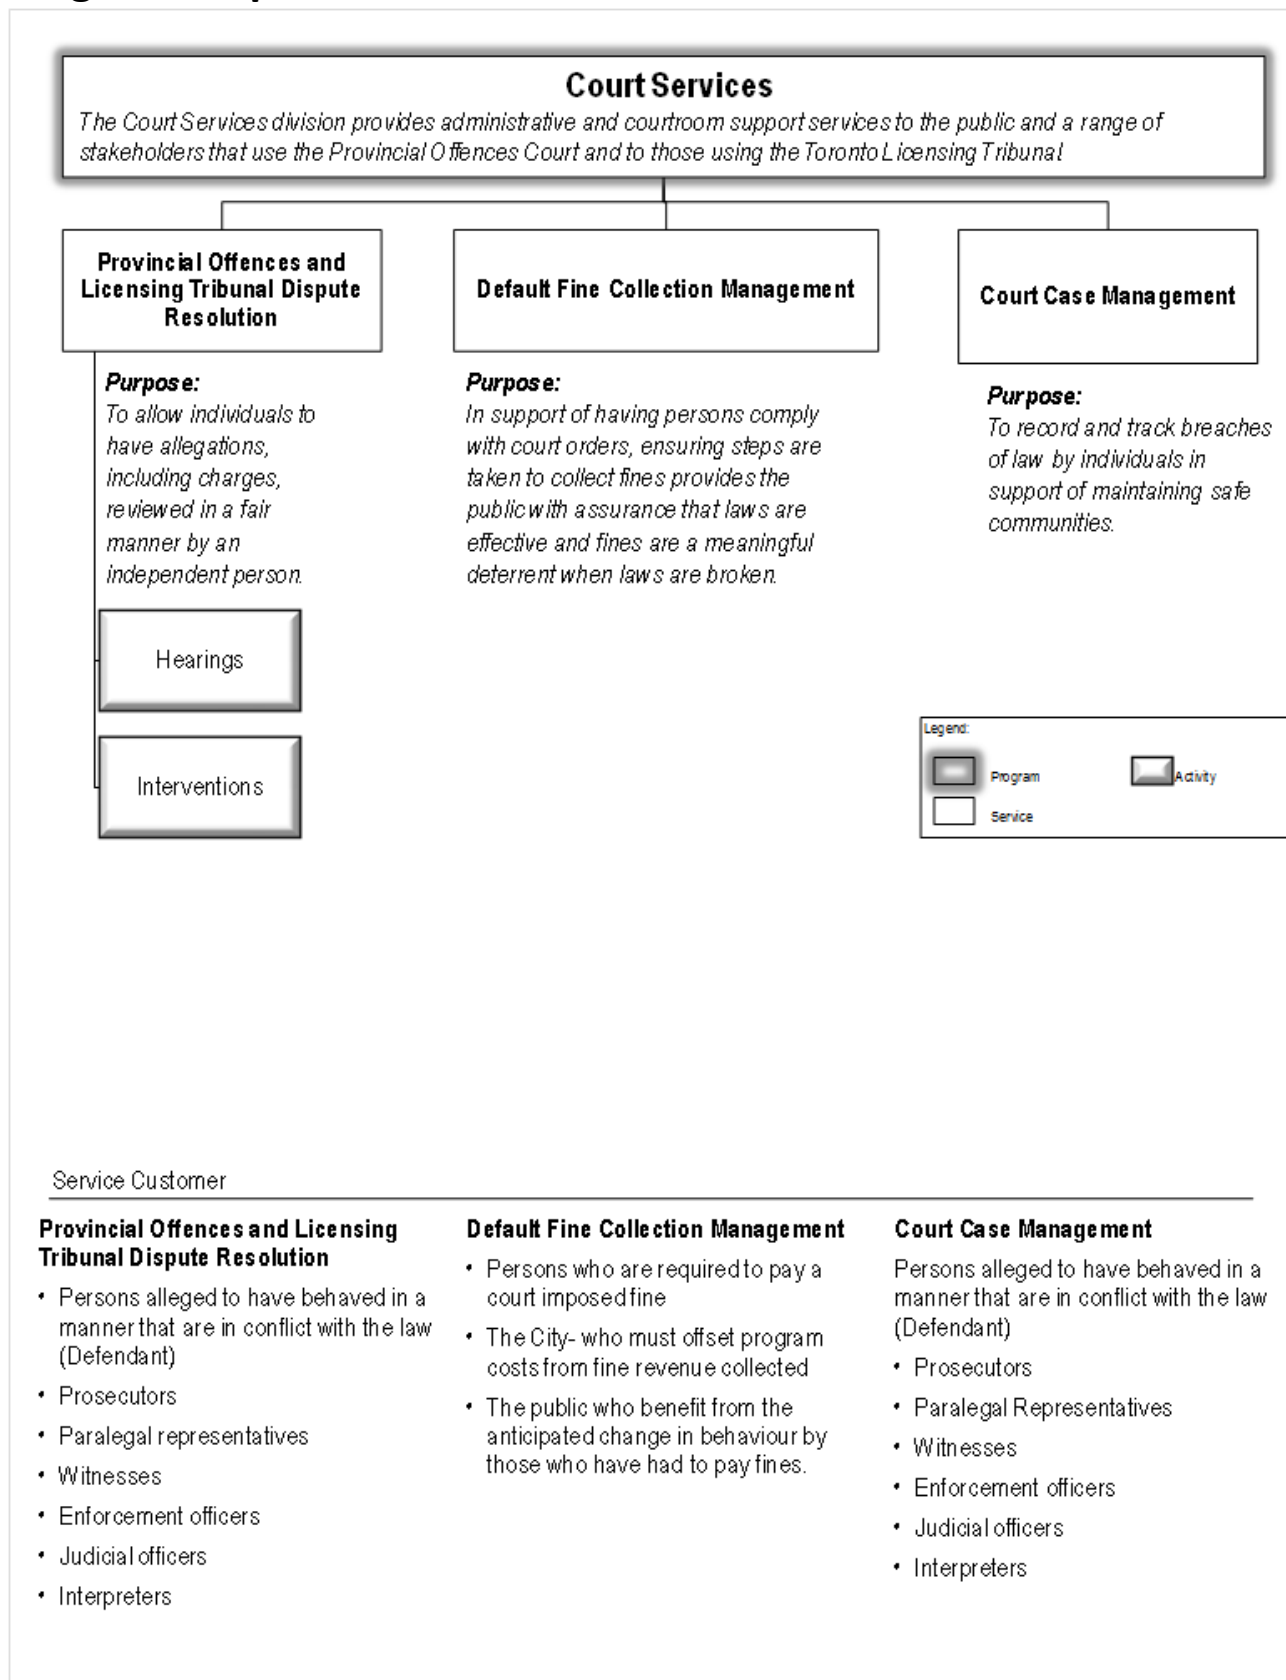 Court Services
The Court Services division provides administrative and courtroom support services to the public and a range of
stakeholders that use the Provincial Offences Court and to those using the Toronto Licensing Tribunal
Provincial Offences and
Licensing Tribunal Dispute
Resolution
Default Fine Collection Management
Court Case Management
Purpose:
To allow individuals to
have allegations,
including charges,
reviewed in a fair
manner by an
independent person.
Purpose:
In support of having persons comply
with court orders, ensuring steps are
taken to collect fines provides the
public with assurance that laws are
effective and fines are a meaningful
deterrent when laws are broken.
Purpose:
To record and track breaches
of law by individuals in
support of maintaining safe
communities.
Hearings
Interventions
Legend:
Program
Activity
Service
Service Customer
Provincial Offences and Licensing
Tribunal Dispute Resolution
• Persons alleged to have behaved in a
manner that are in conflict with the law
(Defendant)
• Prosecutors
• Paralegal representatives
• Witnesses
• Enforcement officers
• Judicial officers
• Interpreters
Default Fine Collection Management
• Persons who are required to pay a
court imposed fine
• The City- who must offset program
costs from fine revenue collected
• The public who benefit from the
anticipated change in behaviour by
those who have had to pay fines.
Court Case Management
Persons alleged to have behaved in a
manner that are in conflict with the law
(Defendant)
• Prosecutors
• Paralegal Representatives
• Witnesses
• Enforcement officers
• Judicial officers
• Interpreters